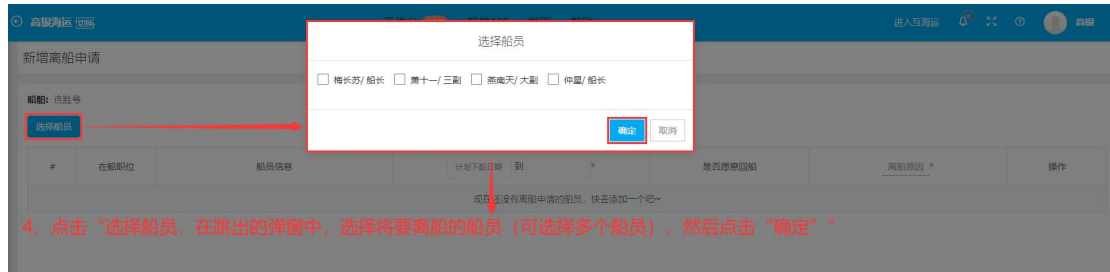 高银海运 切换
进入互海运
高银
新增离船申请
选择船员
梅长苏/ 船长 萧十一/ 三副 燕南天/ 大副 仲星/ 船长
确定 取消
船舶: 连胜号
选择船员
# 在船职位 船员信息 计划下船日期 到 * 是否愿意回船 离船原因 * 操作
现在还没有离船申请的船员，快去添加一个吧~
4、点击“选择船员，在跳出的弹窗中，选择将要离船的船员（可选择多个船员），然后点击“确定””